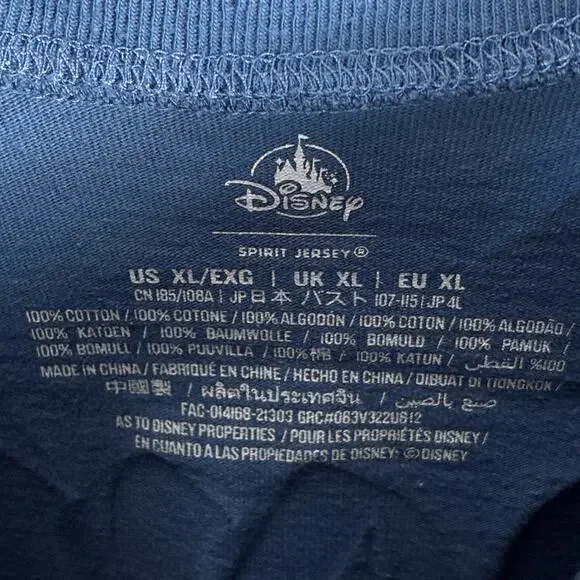 Disney
SPIRIT JERSEY®
US XL/EXG | UK XL | EU XL
CN 185/108A | JP 日本 バスト 107-115 | JP 4L
100% COTTON / 100% COTONE / 100% ALGODÓN / 100% COTON / 100% ALGODÃO /
100% KATOEN / 100% BAUMWOLLE / 100% BOMULD / 100% PAMUK /
100% BOMULL / 100% PUUVILLA / 100% 棉 / 100% KATUN / %100 القطن
MADE IN CHINA / FABRIQUÉ EN CHINE / HECHO EN CHINA / DIBUAT DI TIONGKOK /
中國製 / ผลิตในประเทศจีน / صنع بالصين
FAC-014168-21303 GRC#063V322U612
AS TO DISNEY PROPERTIES / POUR LES PROPRIÉTÉS DISNEY /
EN CUANTO A LAS PROPIEDADES DE DISNEY: ©DISNEY